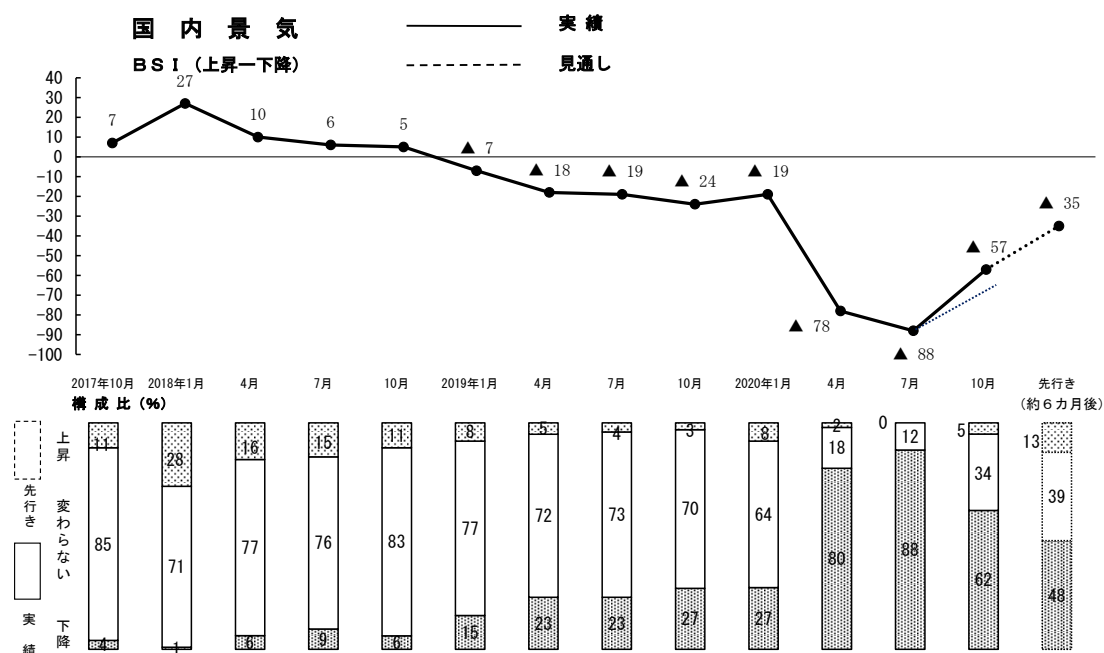 国 内 景 気
実 績
ＢＳＩ（上昇－下降）
見通し
40
30
20
10
0
-10
-20
-30
-40
-50
-60
-70
-80
-90
-100
7
27
10
6
5
▲ 7
▲ 18
▲ 19
▲ 24
▲ 19
▲ 78
▲ 88
▲ 57
▲ 35
2017年10月 2018年1月 4月 7月 10月 2019年1月 4月 7月 10月 2020年1月 4月 7月 10月 先行き
(約６カ月後)
構 成 比 (％)
先行き
実 績
上昇
変わらない
下降
11 28 16 15 11 8 5 4 3 8 2 0 5 13
85 71 77 76 83 77 72 73 70 64 18 12 34 39
4 1 6 9 6 15 23 23 27 27 80 88 62 48